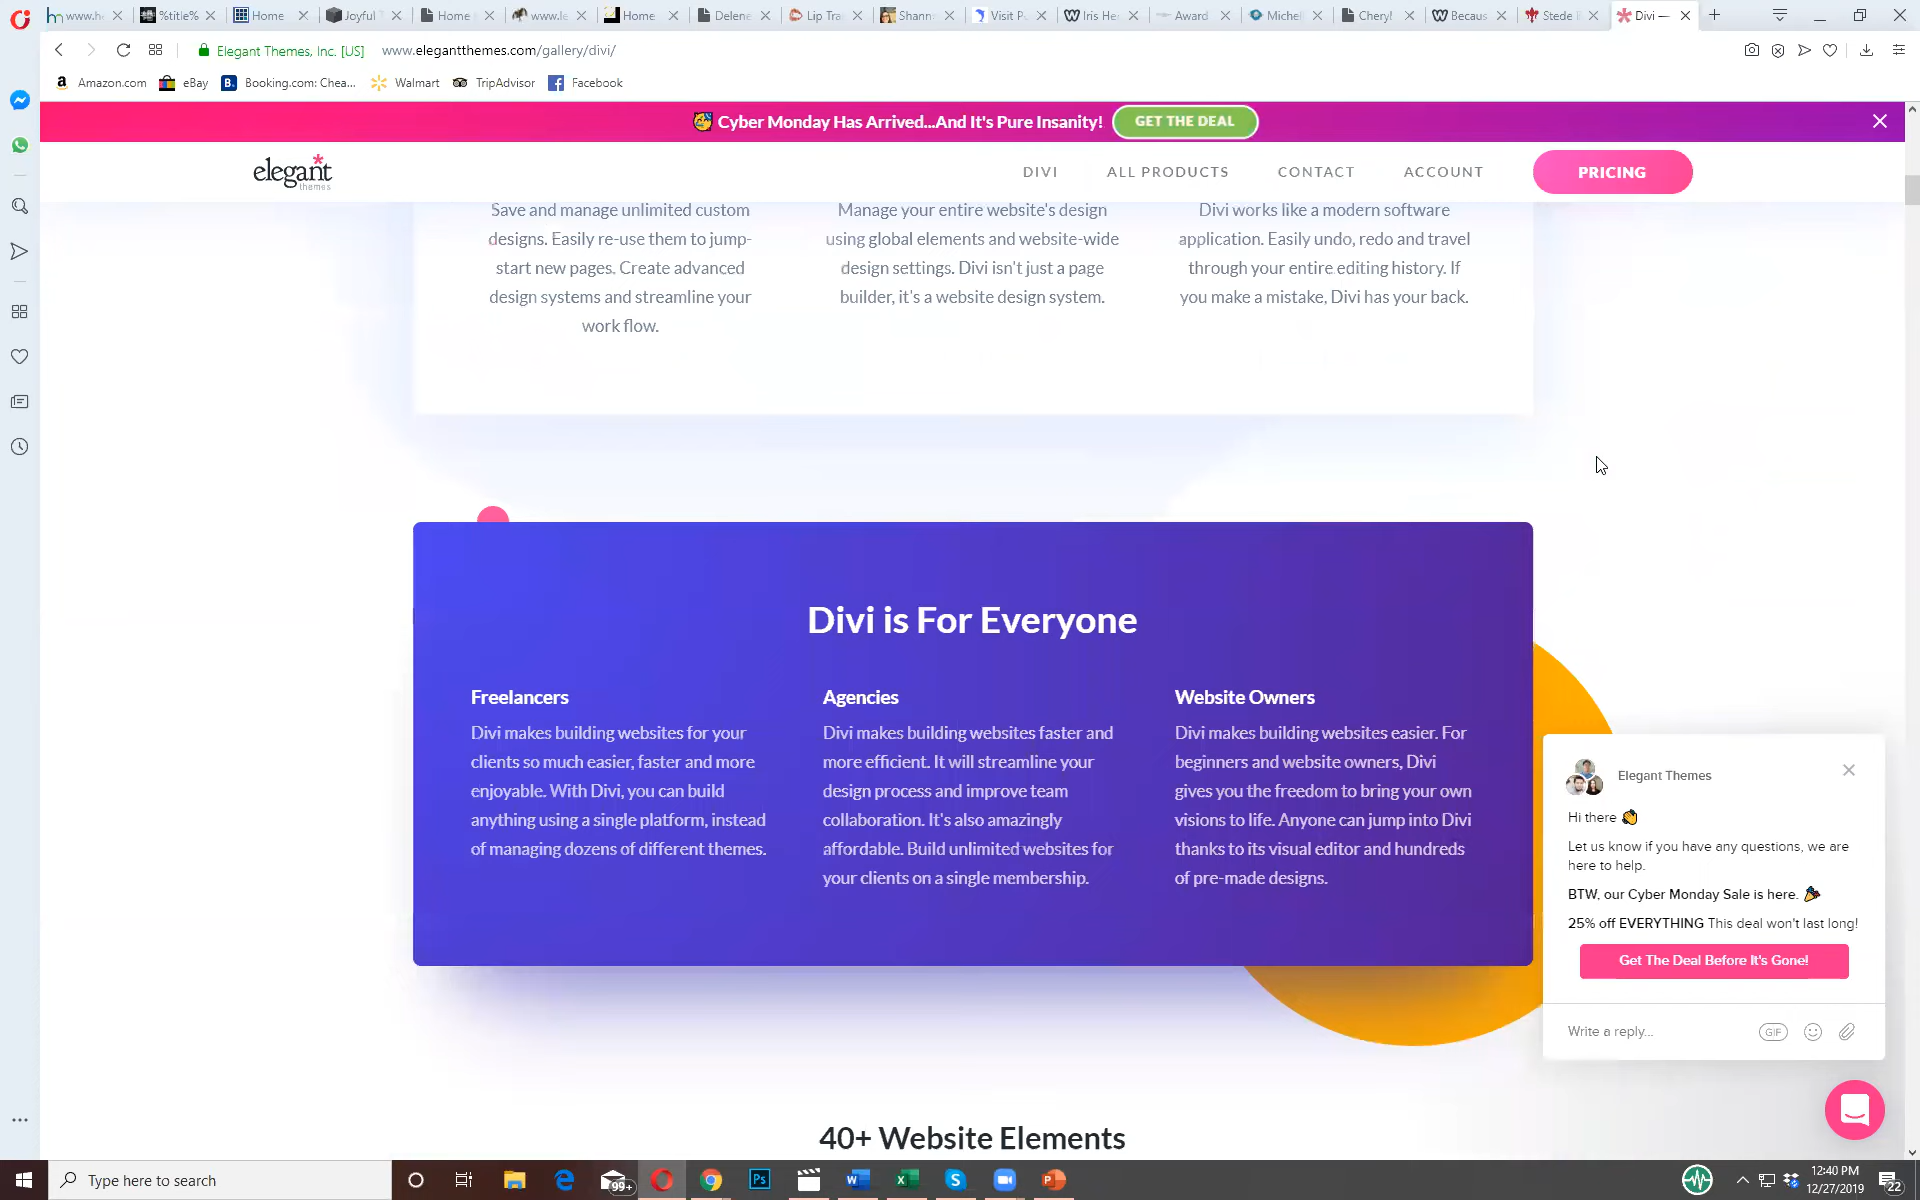 www.he
%title%
Home
Joyful T
Home
www.le
Home
Delene
Lip Tra
Shann
Visit P
Iris He
Award
Michel
Cheryl
Becaus
Stede
Divi —
Elegant Themes, Inc. [US] www.elegantthemes.com/gallery/divi/
Amazon.com eBay Booking.com: Chea... Walmart TripAdvisor Facebook
Cyber Monday Has Arrived...And It's Pure Insanity! GET THE DEAL
elegant
themes
DIVI ALL PRODUCTS CONTACT ACCOUNT PRICING
Save and manage unlimited custom
designs. Easily re-use them to jump-
start new pages. Create advanced
design systems and streamline your
work flow.
Manage your entire website's design
using global elements and website-wide
design settings. Divi isn't just a page
builder, it's a website design system.
Divi works like a modern software
application. Easily undo, redo and travel
through your entire editing history. If
you make a mistake, Divi has your back.
Divi is For Everyone
Freelancers
Divi makes building websites for your
clients so much easier, faster and more
enjoyable. With Divi, you can build
anything using a single platform, instead
of managing dozens of different themes.
Agencies
Divi makes building websites faster and
more efficient. It will streamline your
design process and improve team
collaboration. It's also amazingly
affordable. Build unlimited websites for
your clients on a single membership.
Website Owners
Divi makes building websites easier. For
beginners and website owners, Divi
gives you the freedom to bring your own
visions to life. Anyone can jump into Divi
thanks to its visual editor and hundreds
of pre-made designs.
Elegant Themes
Hi there
Let us know if you have any questions, we are
here to help.
BTW, our Cyber Monday Sale is here.
25% off EVERYTHING This deal won't last long!
Get The Deal Before It's Gone!
Write a reply...
GIF
40+ Website Elements
Type here to search
99+
12:40 PM
12/27/2019
22